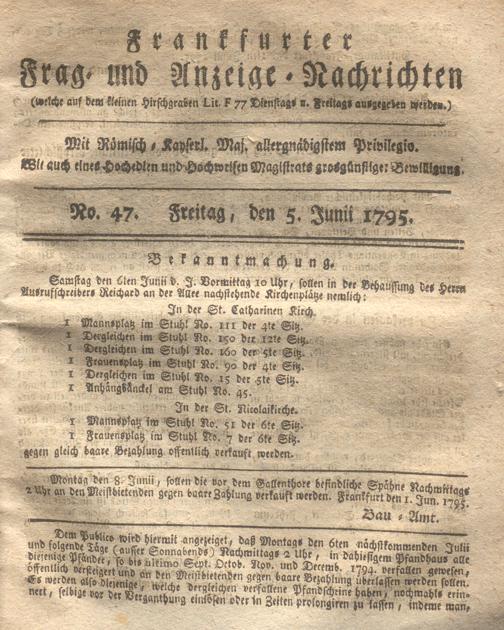 Frankfurter
Frag- und Anzeige-Nachrichten
(welche auf dem kleinen Hirschgraben Lit. F 77 Dienstags u. Freitags ausgegeben werden.)
Mit Römisch-Kayserl. Maj. allergnädigstem Privilegio.
Wie auch eines Hochedlen und Hochweisen Magistrats grosgünstiger Bewilligung.
No. 47. Freitag, den 5. Junii 1795.
Bekanntmachung.
Samstag den 6ten Junii d. J. Vormittag 10 Uhr, sollen in der Behaussung des Herrn
Ausrufschreibers Reichard an der Allee nachstehende Kirchenplätze nemlich:
In der St. Catharinen Kirch.
1 Mannsplatz im Stuhl No. 111 der 4te Sitz.
1 Dergleichen im Stuhl No. 150 der 12te Sitz.
1 Dergleichen im Stuhl No. 160 der 5te Sitz.
1 Frauensplatz im Stuhl No. 90 der 4te Sitz.
1 Dergleichen im Stuhl No. 15 der 5te Sitz.
1 Anhängbänckel am Stuhl No. 45.
In der St. Nicolaikirche.
1 Mannsplatz im Stuhl No. 51 der 6te Sitz.
1 Frauensplatz im Stuhl No. 7 der 6te Sitz.
gegen gleich baare Bezahlung öffentlich verkauft werden.
Montag den 8. Junii, sollen die vor dem Gallenthore befindliche Spähne Nachmittags
2 Uhr an den Meistbietenden gegen baare Zahlung verkauft werden. Frankfurt den 1. Jun. 1795.
Bau-Amt.
Dem Publico wird hiermit angezeigt, daß Montags den 6ten nächstkommenden Julii
und folgende Täge (ausser Sonnabends) Nachmittags 2 Uhr, in dahiesigem Pfandhaus alle
diejenige Pfänder, so bis ultimo Sept. Octob. Nov. und Decemb. 1794. verfallen gewesen,
öffentlich versteigert und an den Meistbietenden gegen baare Bezahlung überlassen werden sollen.
Es werden also diejenige, welche dergleichen verfallene Pfandscheine haben, nochmahls erin-
nert, selbige vor der Verganthung einlösen oder in Zeiten prolongiren zu lassen, indeme man,